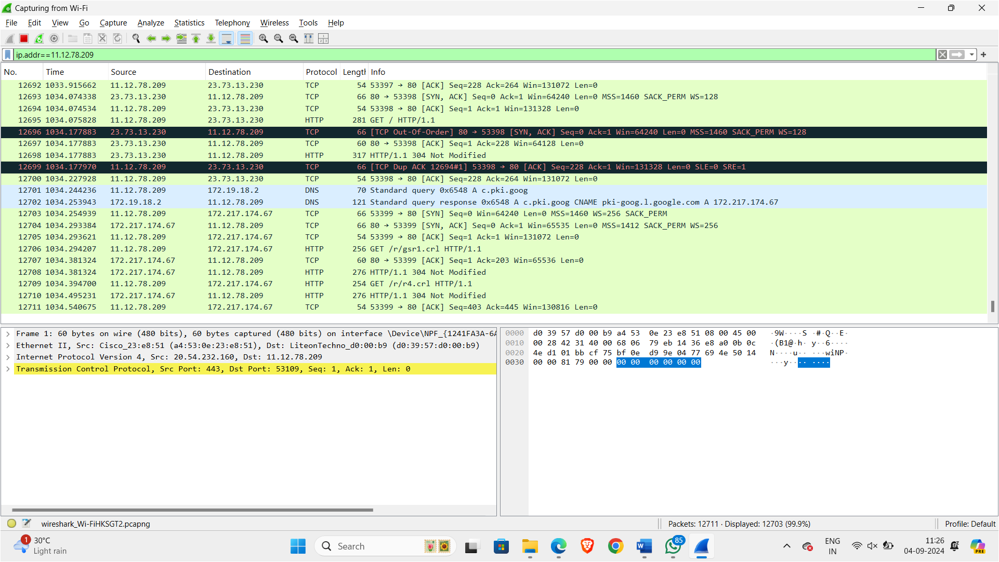 Capturing from Wi-Fi
File Edit View Go Capture Analyze Statistics Telephony Wireless Tools Help
ip.addr==11.12.78.209
No. Time Source Destination Protocol Length Info
12692 1033.915662 11.12.78.209 23.73.13.230 TCP 54 53397 → 80 [ACK] Seq=228 Ack=264 Win=131072 Len=0
12693 1034.074338 23.73.13.230 11.12.78.209 TCP 66 80 → 53398 [SYN, ACK] Seq=0 Ack=1 Win=64240 Len=0 MSS=1460 SACK_PERM WS=128
12694 1034.074534 11.12.78.209 23.73.13.230 TCP 54 53398 → 80 [ACK] Seq=1 Ack=1 Win=131328 Len=0
12695 1034.075828 11.12.78.209 23.73.13.230 HTTP 281 GET / HTTP/1.1
12696 1034.177883 23.73.13.230 11.12.78.209 TCP 66 [TCP Out-Of-Order] 80 → 53398 [SYN, ACK] Seq=0 Ack=1 Win=64240 Len=0 MSS=1460 SACK_PERM WS=128
12697 1034.177883 23.73.13.230 11.12.78.209 TCP 60 80 → 53398 [ACK] Seq=1 Ack=228 Win=64128 Len=0
12698 1034.177883 23.73.13.230 11.12.78.209 HTTP 317 HTTP/1.1 304 Not Modified
12699 1034.177970 11.12.78.209 23.73.13.230 TCP 66 [TCP Dup ACK 12694#1] 53398 → 80 [ACK] Seq=228 Ack=1 Win=131328 Len=0 SLE=0 SRE=1
12700 1034.227928 11.12.78.209 23.73.13.230 TCP 54 53398 → 80 [ACK] Seq=228 Ack=264 Win=131072 Len=0
12701 1034.244236 11.12.78.209 172.19.18.2 DNS 70 Standard query 0x6548 A c.pki.goog
12702 1034.253943 172.19.18.2 11.12.78.209 DNS 121 Standard query response 0x6548 A c.pki.goog CNAME pki-goog.l.google.com A 172.217.174.67
12703 1034.254939 11.12.78.209 172.217.174.67 TCP 66 53399 → 80 [SYN] Seq=0 Win=64240 Len=0 MSS=1460 WS=256 SACK_PERM
12704 1034.293384 172.217.174.67 11.12.78.209 TCP 66 80 → 53399 [SYN, ACK] Seq=0 Ack=1 Win=65535 Len=0 MSS=1412 SACK_PERM WS=256
12705 1034.293621 11.12.78.209 172.217.174.67 TCP 54 53399 → 80 [ACK] Seq=1 Ack=1 Win=131072 Len=0
12706 1034.294207 11.12.78.209 172.217.174.67 HTTP 256 GET /r/gsr1.crl HTTP/1.1
12707 1034.381324 172.217.174.67 11.12.78.209 TCP 60 80 → 53399 [ACK] Seq=1 Ack=203 Win=65536 Len=0
12708 1034.381324 172.217.174.67 11.12.78.209 HTTP 276 HTTP/1.1 304 Not Modified
12709 1034.394700 11.12.78.209 172.217.174.67 HTTP 254 GET /r/r4.crl HTTP/1.1
12710 1034.495231 172.217.174.67 11.12.78.209 HTTP 276 HTTP/1.1 304 Not Modified
12711 1034.540675 11.12.78.209 172.217.174.67 TCP 54 53399 → 80 [ACK] Seq=403 Ack=445 Win=130816 Len=0
Frame 1: 60 bytes on wire (480 bits), 60 bytes captured (480 bits) on interface \Device\NPF_{1241FA3A-6A
Ethernet II, Src: Cisco_23:e8:51 (a4:53:0e:23:e8:51), Dst: LiteonTechno_d0:00:b9 (d0:39:57:d0:00:b9)
Internet Protocol Version 4, Src: 20.54.232.160, Dst: 11.12.78.209
Transmission Control Protocol, Src Port: 443, Dst Port: 53109, Seq: 1, Ack: 1, Len: 0
0000 d0 39 57 d0 00 b9 a4 53 0e 23 e8 51 08 00 45 00 ·9W····S ·#·Q··E·
0010 00 28 42 31 40 00 68 06 79 eb 14 36 e8 a0 0b 0c ·(B1@·h· y··6····
0020 4e d1 01 bb cf 75 bf 0e d9 9e 04 77 69 4e 50 14 N····u·· ···wiNP·
0030 00 00 81 79 00 00 00 00 00 00 00 00 ···y···· ····
wireshark_Wi-FiHKSGT2.pcapng Packets: 12711 · Displayed: 12703 (99.9%) Profile: Default
1 30°C
Light rain
Search
85
PRE
ENG
IN
11:26
04-09-2024